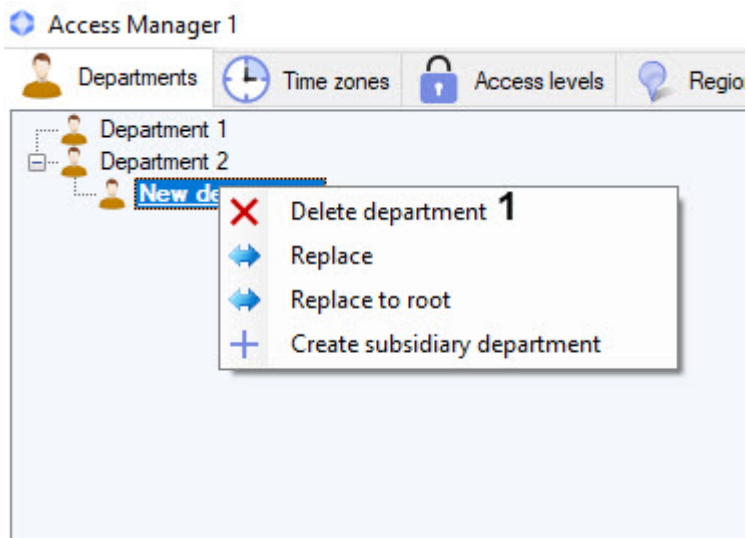 Access Manager 1
Departments Time zones Access levels
Department 1
Department 2
New
Delete department 1
Replace
Replace to root
Create subsidiary department